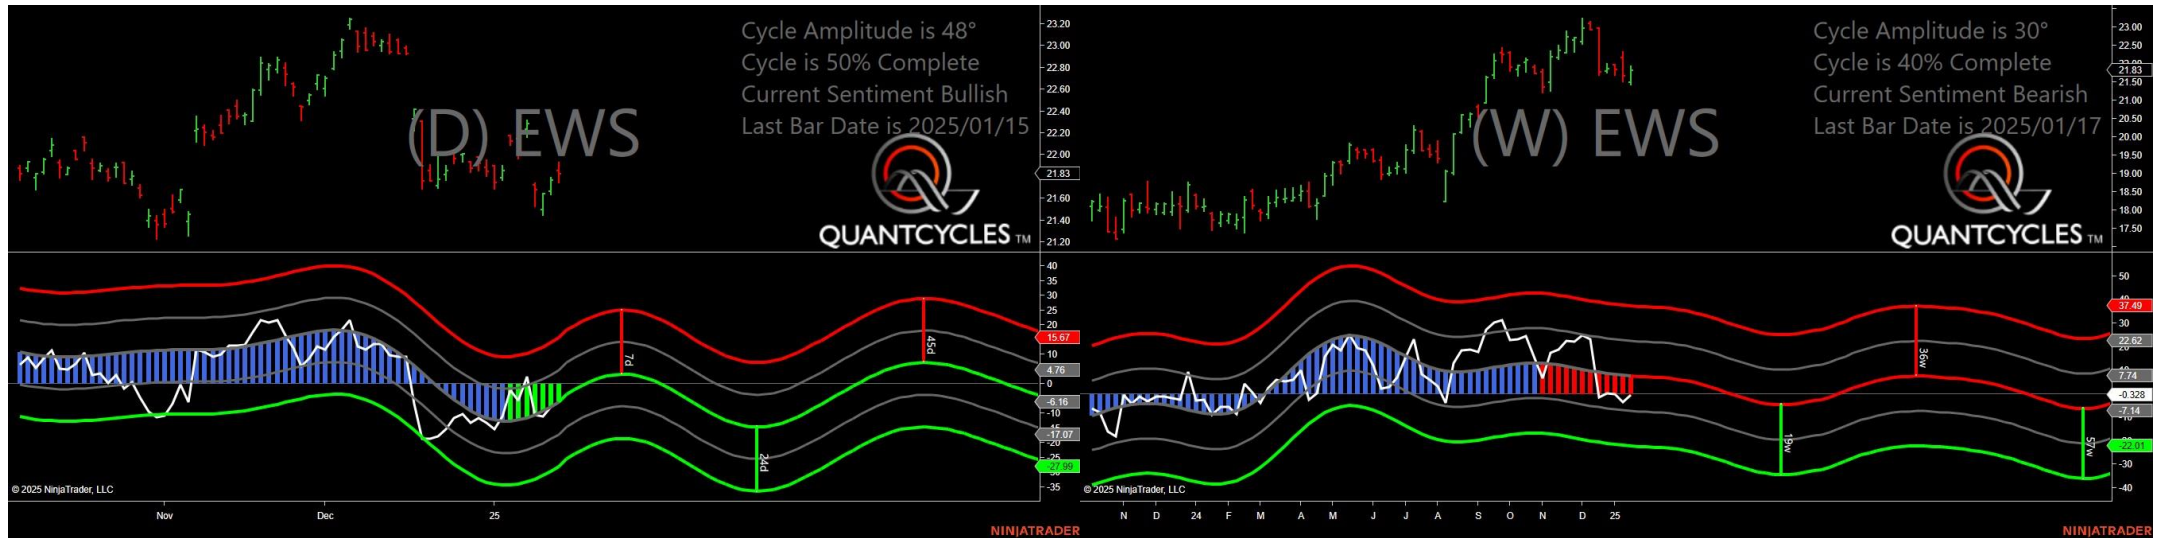 Cycle Amplitude is 48°
Cycle is 50% Complete
Current Sentiment Bullish
Last Bar Date is 2025/01/15
(D) EWS
QUANTCYCLES TM
23.20
23.00
22.80
22.60
22.40
22.20
22.00
21.83
21.60
21.40
21.20
40
35
30
25
20
15.67
10
4.76
0
-6.16
-10
-17.07
-20
-25
-27.99
-35
7d
24d
45d
© 2025 NinjaTrader, LLC
Nov
Dec
25
NINJATRADER
Cycle Amplitude is 30°
Cycle is 40% Complete
Current Sentiment Bearish
Last Bar Date is 2025/01/17
(W) EWS
QUANTCYCLES TM
23.00
22.50
21.83
21.50
21.00
20.50
20.00
19.50
19.00
18.50
18.00
17.50
50
37.49
30
22.62
7.74
-0.328
-7.14
-22.01
-30
-40
36w
19w
57w
© 2025 NinjaTrader, LLC
N D 24 F M A M J J A S O N D 25
NINJATRADER